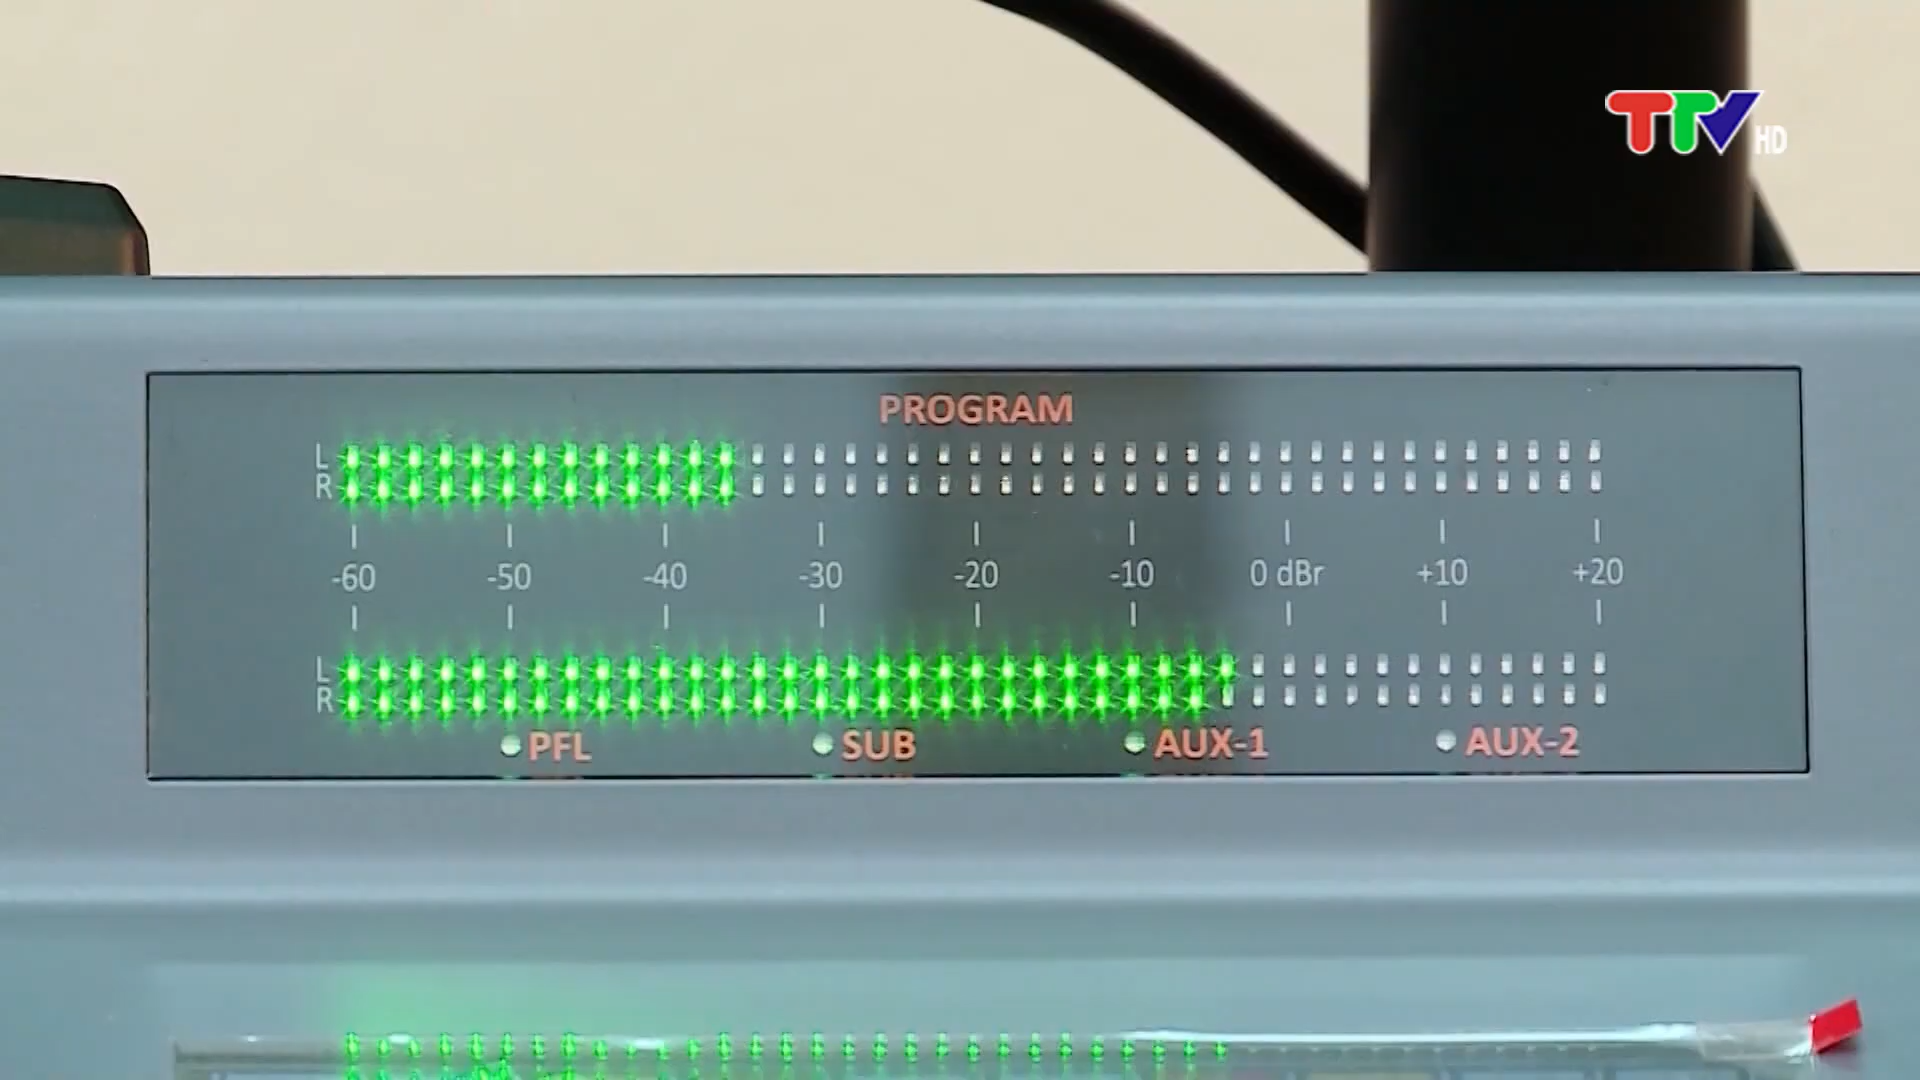 TTV HD
PROGRAM
L
R
-60 -50 -40 -30 -20 -10 0 dBr +10 +20
L
R
PFL SUB AUX-1 AUX-2